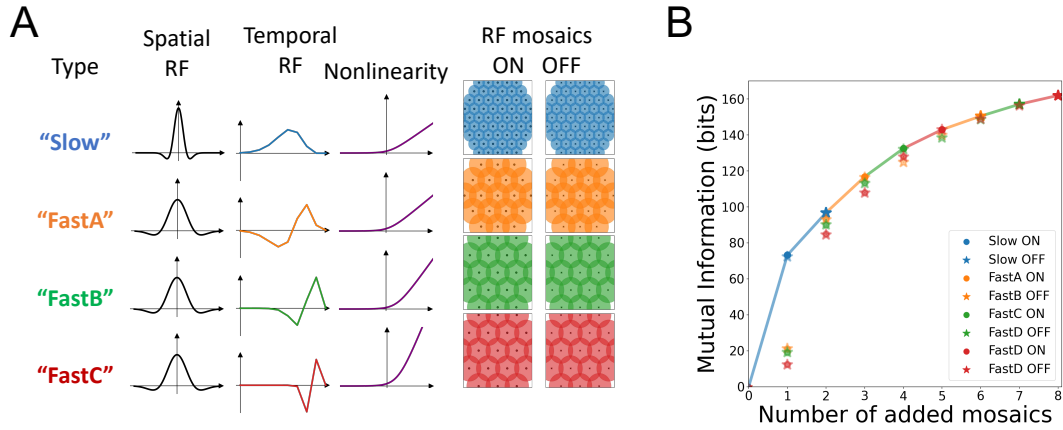 A
Type
Spatial
RF
Temporal
RF
Nonlinearity
RF mosaics
ON OFF
“Slow”
“FastA”
“FastB”
“FastC”
B
Mutual Information (bits)
160
140
120
100
80
60
40
20
0
0 1 2 3 4 5 6 7 8
Number of added mosaics
Slow ON
Slow OFF
FastA ON
FastB OFF
FastC ON
FastD OFF
FastD ON
FastD OFF